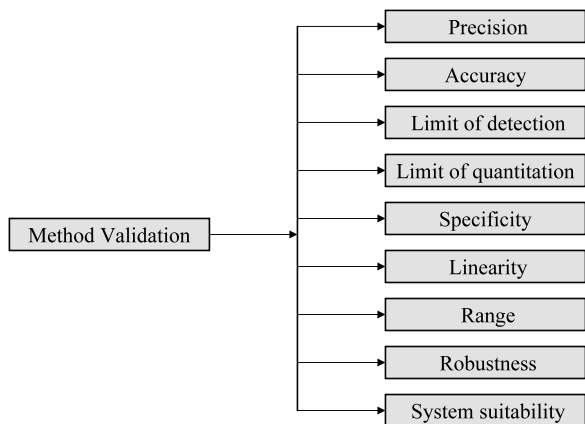 Precision
Accuracy
Limit of detection
Limit of quantitation
Specificity
Method Validation
Linearity
Range
Robustness
System suitability